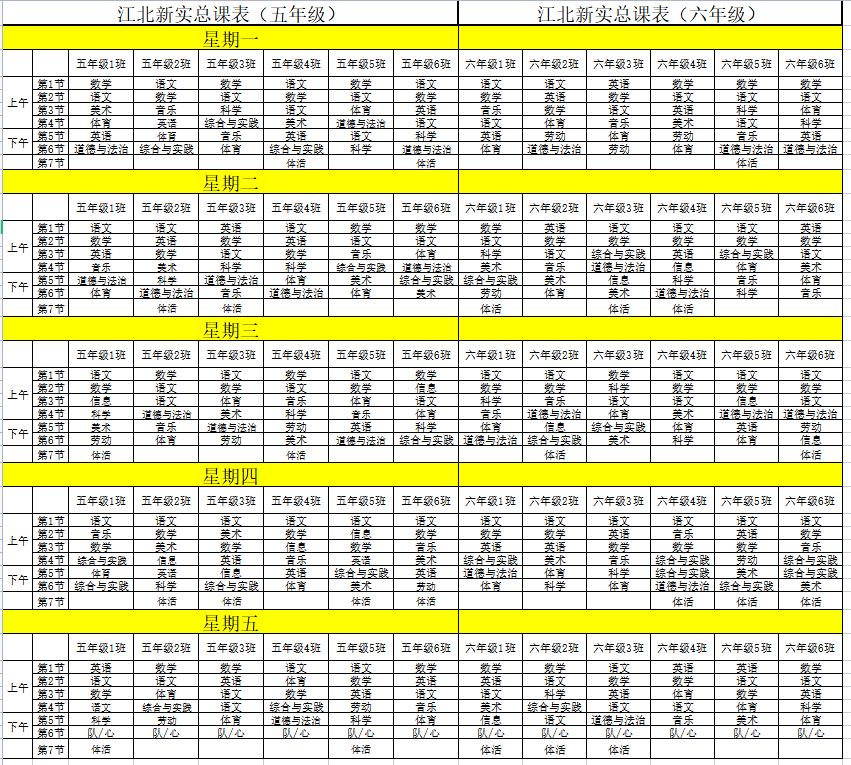 江北新实总课表（五年级） 江北新实总课表（六年级）
星期一
五年级1班 五年级2班 五年级3班 五年级4班 五年级5班 五年级6班 六年级1班 六年级2班 六年级3班 六年级4班 六年级5班 六年级6班
上午 第1节 数学 语文 数学 语文 数学 语文 语文 语文 英语 数学 数学 数学
第2节 语文 数学 语文 数学 语文 数学 数学 英语 数学 语文 语文 语文
第3节 美术 音乐 科学 语文 体育 英语 音乐 数学 语文 英语 科学 体育
第4节 体育 英语 综合与实践 美术 道德与法治 语文 语文 体育 音乐 美术 语文 科学
下午 第5节 英语 体育 音乐 英语 语文 科学 英语 劳动 体育 劳动 音乐 英语
第6节 道德与法治 综合与实践 体育 综合与实践 科学 道德与法治 体育 道德与法治 劳动 体育 道德与法治 道德与法治
第7节 体活 体活 体活
星期二
五年级1班 五年级2班 五年级3班 五年级4班 五年级5班 五年级6班 六年级1班 六年级2班 六年级3班 六年级4班 六年级5班 六年级6班
上午 第1节 语文 语文 英语 语文 数学 数学 数学 英语 语文 语文 语文 英语
第2节 数学 英语 数学 英语 语文 语文 语文 数学 数学 数学 数学 数学
第3节 英语 数学 语文 数学 音乐 体育 科学 语文 综合与实践 英语 综合与实践 语文
第4节 音乐 美术 科学 科学 综合与实践 道德与法治 美术 音乐 道德与法治 信息 体育 美术
下午 第5节 道德与法治 科学 道德与法治 体育 美术 综合与实践 综合与实践 美术 信息 科学 音乐 体育
第6节 体育 道德与法治 音乐 道德与法治 体育 美术 劳动 体育 美术 道德与法治 科学 音乐
第7节 体活 体活 体活 体活 体活
星期三
五年级1班 五年级2班 五年级3班 五年级4班 五年级5班 五年级6班 六年级1班 六年级2班 六年级3班 六年级4班 六年级5班 六年级6班
上午 第1节 语文 数学 语文 数学 语文 数学 语文 语文 数学 语文 语文 语文
第2节 数学 语文 数学 语文 数学 信息 数学 数学 科学 数学 数学 数学
第3节 信息 语文 体育 音乐 体育 语文 科学 音乐 语文 语文 信息 语文
第4节 科学 道德与法治 美术 科学 音乐 体育 音乐 道德与法治 体育 美术 道德与法治 道德与法治
下午 第5节 美术 音乐 道德与法治 劳动 英语 科学 体育 信息 综合与实践 体育 英语 劳动
第6节 劳动 体育 劳动 美术 道德与法治 综合与实践 道德与法治 综合与实践 美术 科学 体育 信息
第7节 体活 体活 体活 体活
星期四
五年级1班 五年级2班 五年级3班 五年级4班 五年级5班 五年级6班 六年级1班 六年级2班 六年级3班 六年级4班 六年级5班 六年级6班
上午 第1节 语文 语文 语文 语文 语文 语文 语文 语文 语文 语文 语文 语文
第2节 音乐 数学 美术 数学 信息 数学 数学 数学 英语 音乐 英语 数学
第3节 数学 美术 数学 信息 数学 音乐 英语 英语 数学 数学 数学 音乐
第4节 综合与实践 信息 英语 音乐 英语 美术 综合与实践 美术 音乐 综合与实践 劳动 综合与实践
下午 第5节 体育 英语 信息 英语 综合与实践 英语 道德与法治 体育 科学 综合与实践 美术 综合与实践
第6节 综合与实践 科学 综合与实践 体育 美术 劳动 体育 科学 体育 道德与法治 综合与实践 美术
第7节 体活 体活 体活 体活 体活 体活 体活
星期五
五年级1班 五年级2班 五年级3班 五年级4班 五年级5班 五年级6班 六年级1班 六年级2班 六年级3班 六年级4班 六年级5班 六年级6班
上午 第1节 英语 数学 数学 语文 语文 数学 数学 数学 语文 英语 英语 数学
第2节 语文 语文 英语 体育 数学 英语 英语 语文 数学 数学 语文 语文
第3节 数学 体育 语文 数学 英语 语文 语文 科学 英语 体育 数学 英语
第4节 语文 综合与实践 语文 综合与实践 劳动 音乐 美术 综合与实践 语文 语文 体育 科学
下午 第5节 科学 劳动 体育 道德与法治 科学 体育 信息 语文 道德与法治 音乐 美术 体育
第6节 队/心 队/心 队/心 队/心 队/心 队/心 队/心 队/心 队/心 队/心 队/心 队/心
第7节 体活 体活 体活 体活 体活